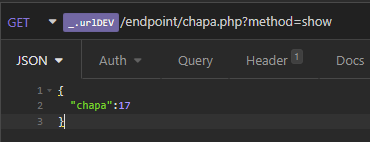 GET _.urlDEV/endpoint/chapa.php?method=show
JSON Auth Query Header 1 Docs
1 {
2 "chapa":17
3 }